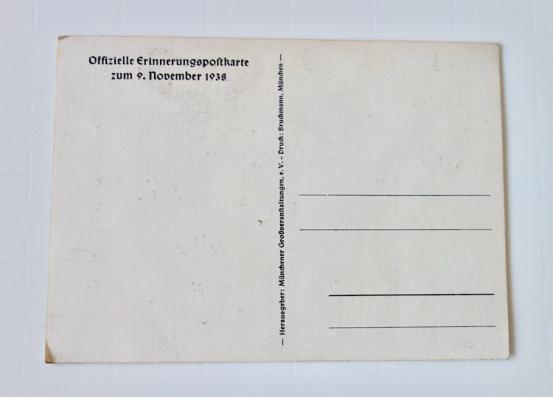 Offizielle Erinnerungspostkarte
zum 9. November 1938
— Herausgeber: Münchener Großveranstaltungen, e. V. - Druck: Bruckmann, München —